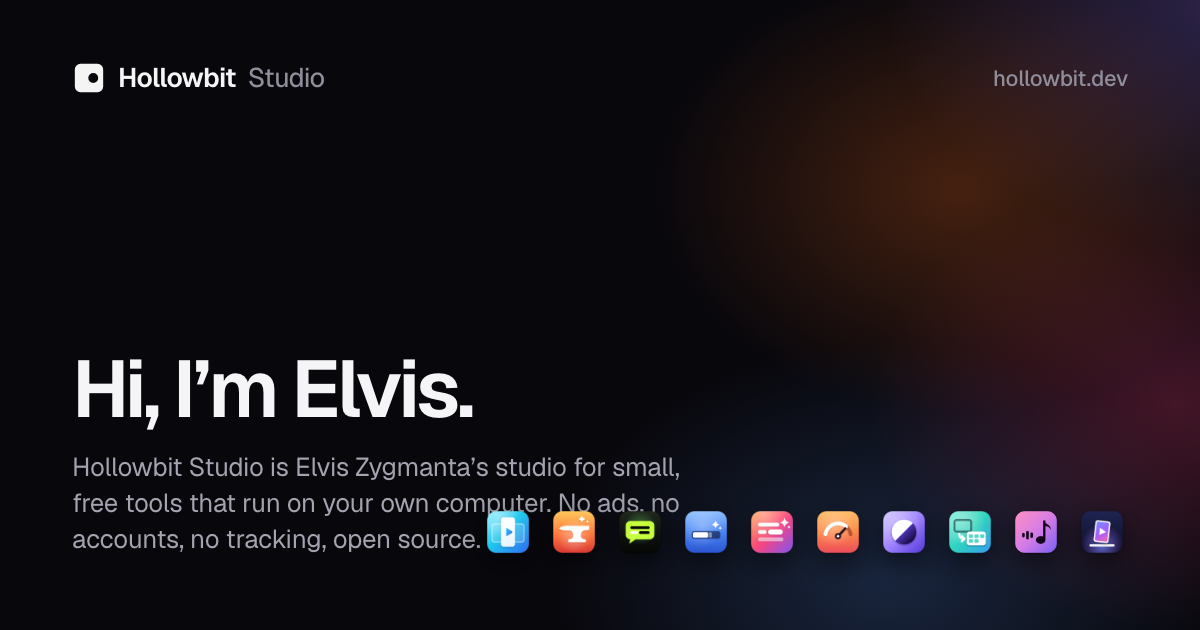 Hollowbit Studio
hollowbit.dev
Hi, I’m Elvis.
Hollowbit Studio is Elvis Zygmanta’s studio for small,
free tools that run on your own computer. No ads, no
accounts, no tracking, open source.